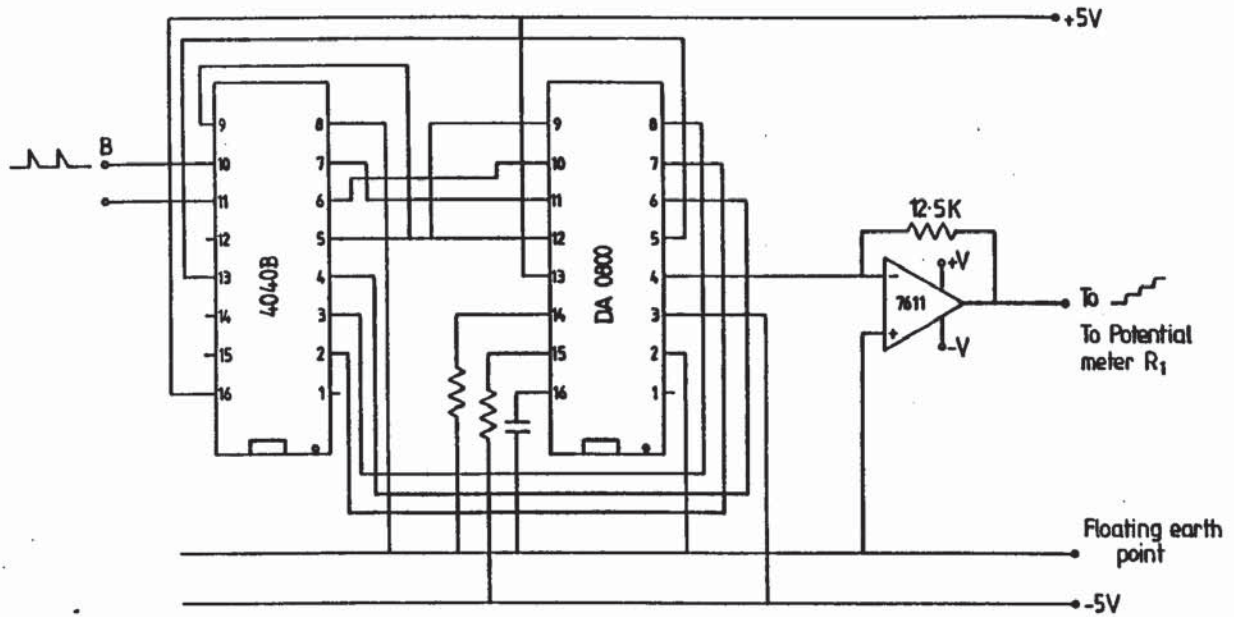 +5V
B
9
10
11
12
13
14
15
16
4040B
8
7
6
5
4
3
2
1
9
10
11
12
13
14
15
16
DA 0800
8
7
6
5
4
3
2
1
12·5K
-
+
7611
+V
-V
To
To Potential
meter R₁
Floating earth
point
-5V